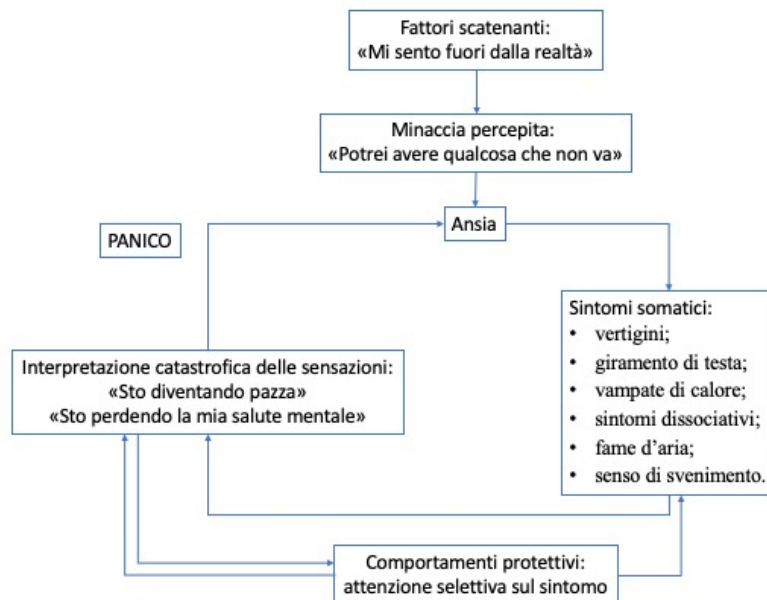 Fattori scatenanti:
«Mi sento fuori dalla realtà»
Minaccia percepita:
«Potrei avere qualcosa che non va»
PANICO
Ansia
Sintomi somatici:
• vertigini;
• giramento di testa;
• vampate di calore;
• sintomi dissociativi;
• fame d’aria;
• senso di svenimento.
Interpretazione catastrofica delle sensazioni:
«Sto diventando pazza»
«Sto perdendo la mia salute mentale»
Comportamenti protettivi:
attenzione selettiva sul sintomo